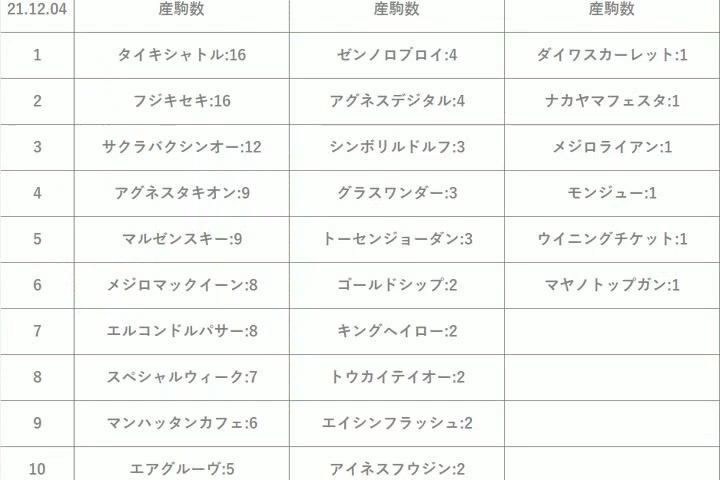 21.12.04 産駒数 産駒数 産駒数
1 タイキシャトル:16 ゼンノロブロイ:4 ダイワスカーレット:1
2 フジキセキ:16 アグネスデジタル:4 ナカヤマフェスタ:1
3 サクラバクシンオー:12 シンボリルドルフ:3 メジロライアン:1
4 アグネスタキオン:9 グラスワンダー:3 モンジュー:1
5 マルゼンスキー:9 トーセンジョーダン:3 ウイニングチケット:1
6 メジロマックイーン:8 ゴールドシップ:2 マヤノトップガン:1
7 エルコンドルパサー:8 キングヘイロー:2
8 スペシャルウィーク:7 トウカイテイオー:2
9 マンハッタンカフェ:6 エイシンフラッシュ:2
10 エアグルーヴ:5 アイネスフウジン:2